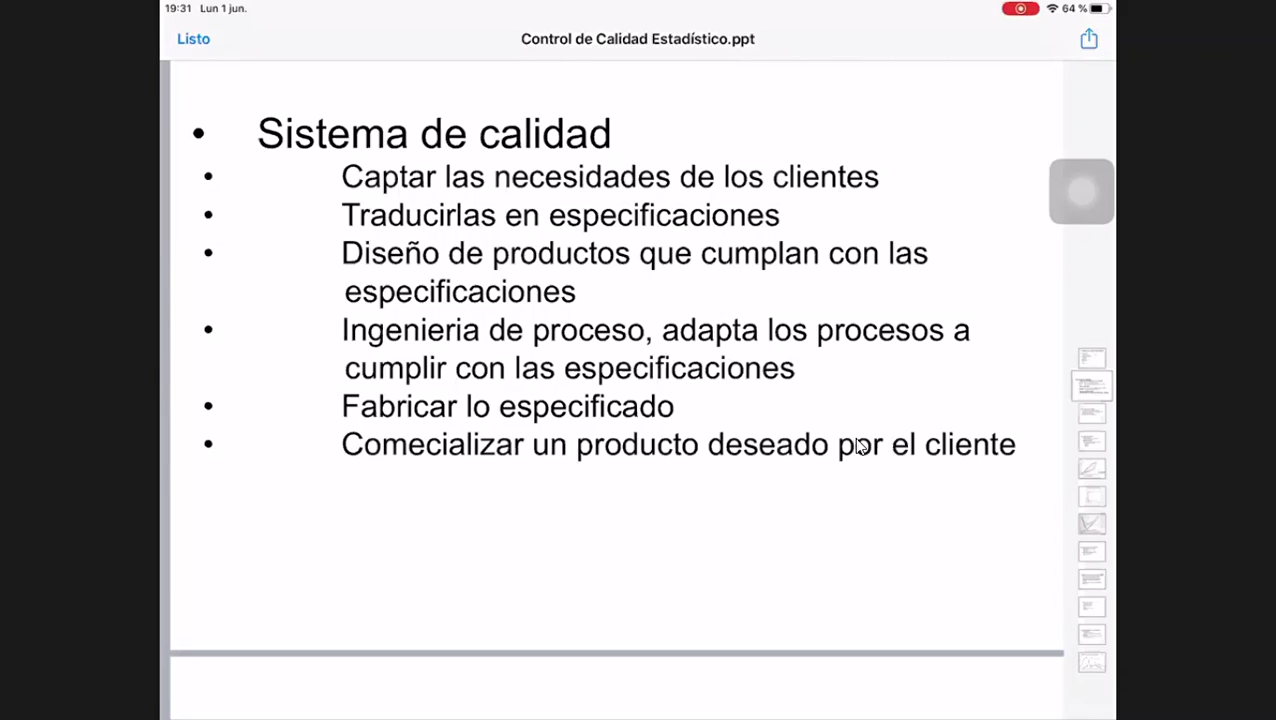 19:31 Lun 1 jun.
64 %
Listo
Control de Calidad Estadístico.ppt
• Sistema de calidad
• Captar las necesidades de los clientes
• Traducirlas en especificaciones
• Diseño de productos que cumplan con las
especificaciones
• Ingenieria de proceso, adapta los procesos a
cumplir con las especificaciones
• Fabricar lo especificado
• Comecializar un producto deseado por el cliente